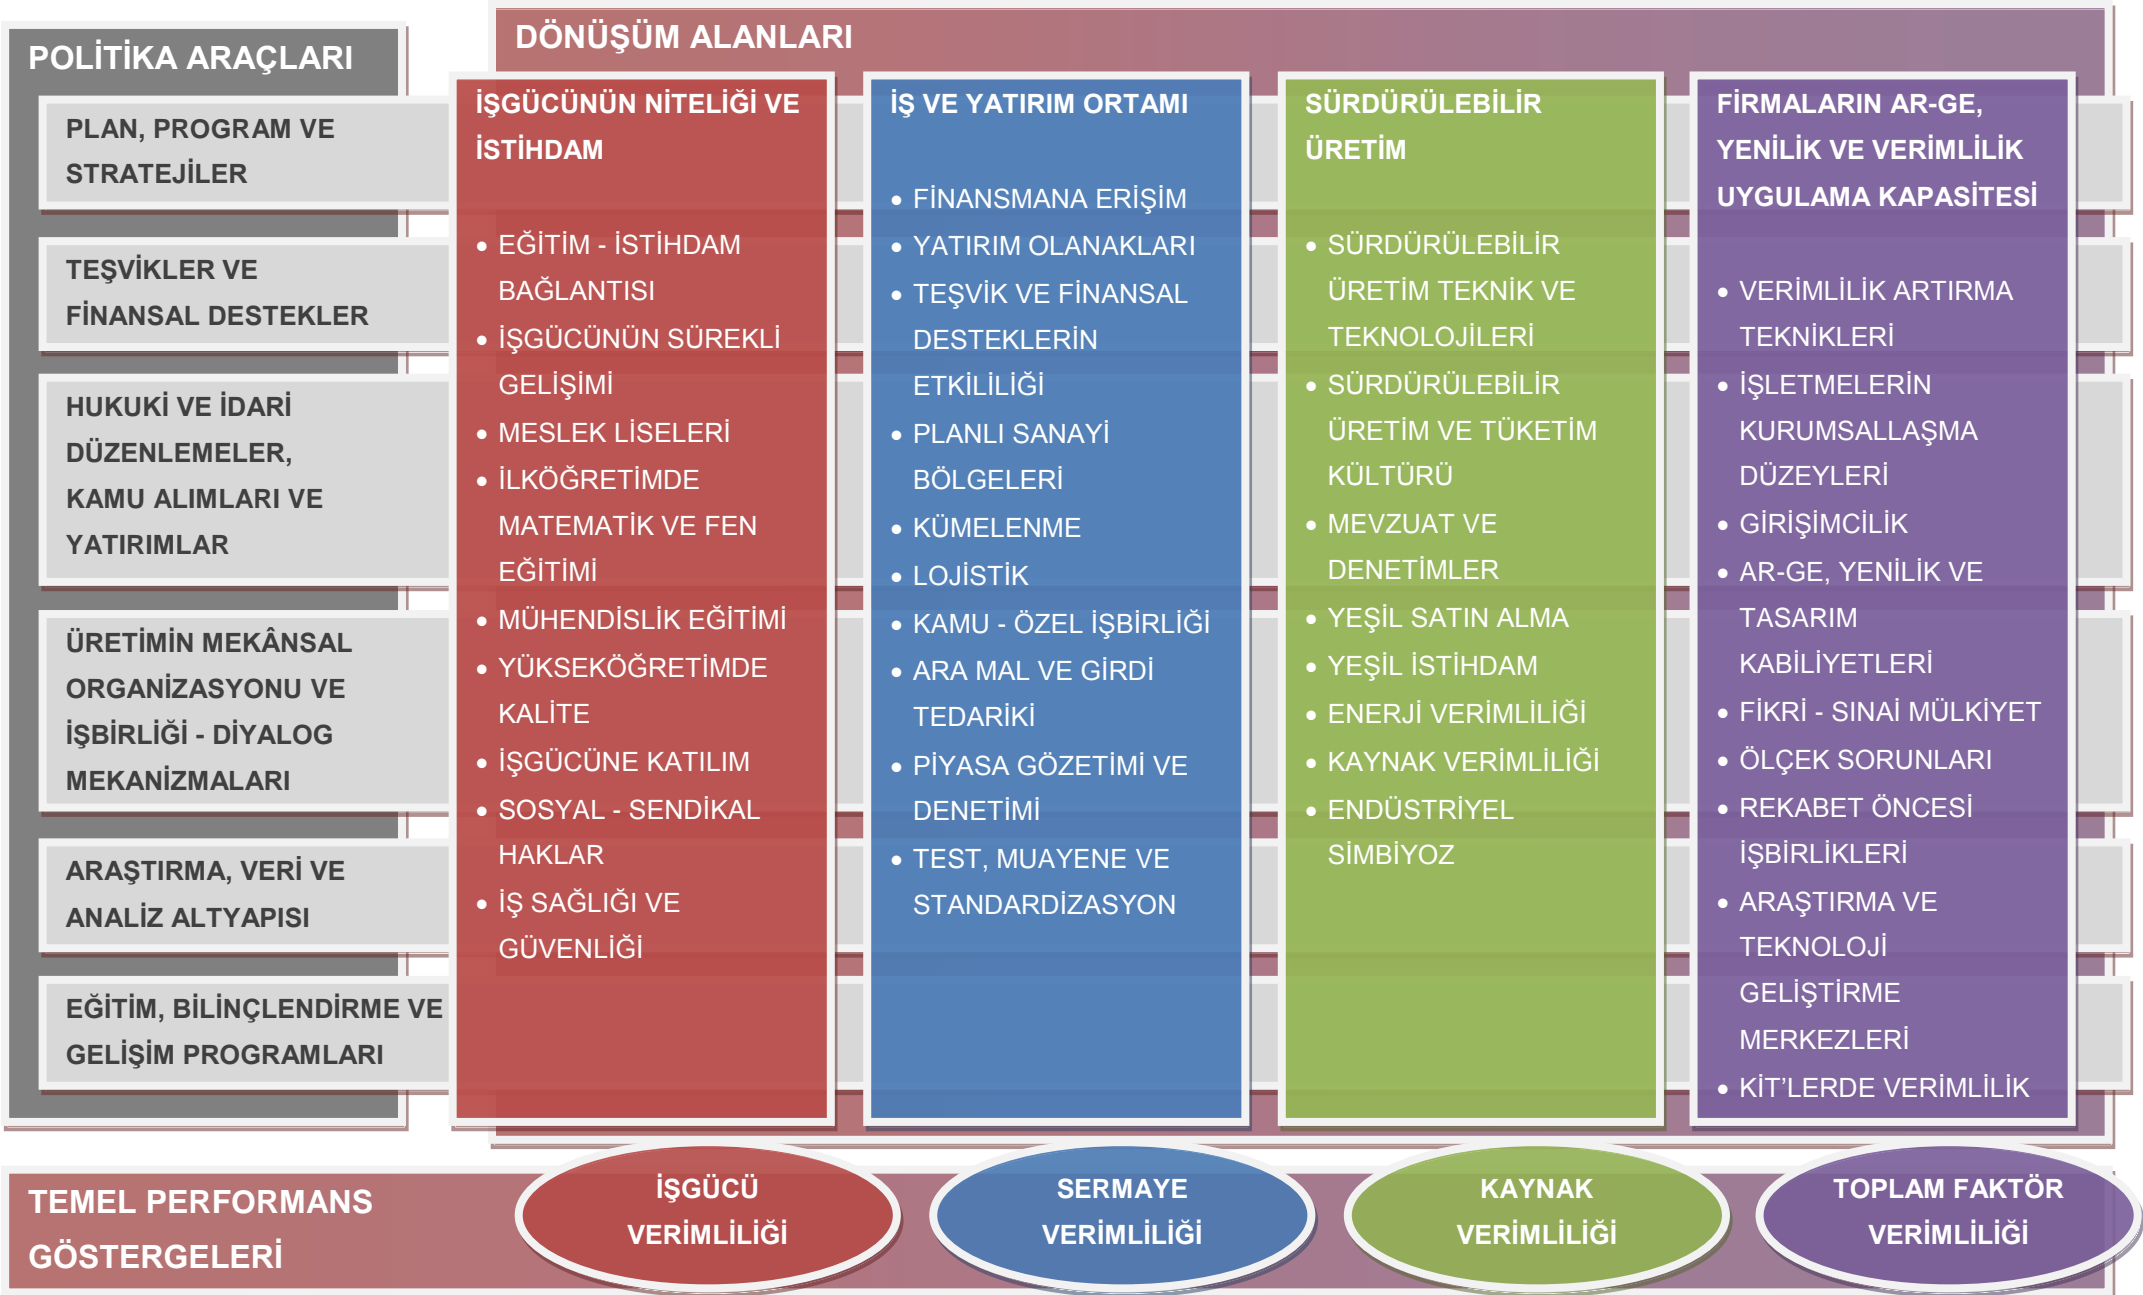 POLİTİKA ARAÇLARI
PLAN, PROGRAM VE
STRATEJİLER
TEŞVİKLER VE
FİNANSAL DESTEKLER
HUKUKİ VE İDARİ
DÜZENLEMELER,
KAMU ALIMLARI VE
YATIRIMLAR
ÜRETİMİN MEKÂNSAL
ORGANİZASYONU VE
İŞBİRLİĞİ - DİYALOG
MEKANİZMALARI
ARAŞTIRMA, VERİ VE
ANALİZ ALTYAPISI
EĞİTİM, BİLİNÇLENDİRME VE
GELİŞİM PROGRAMLARI
DÖNÜŞÜM ALANLARI
İŞGÜCÜNÜN NİTELİĞİ VE
İSTİHDAM
• EĞİTİM - İSTİHDAM
BAĞLANTISI
• İŞGÜCÜNÜN SÜREKLİ
GELİŞİMİ
• MESLEK LİSELERİ
• İLKÖĞRETİMDE
MATEMATİK VE FEN
EĞİTİMİ
• MÜHENDİSLİK EĞİTİMİ
• YÜKSEKÖĞRETİMDE
KALİTE
• İŞGÜCÜNE KATILIM
• SOSYAL - SENDİKAL
HAKLAR
• İŞ SAĞLIĞI VE
GÜVENLİĞİ
İŞ VE YATIRIM ORTAMI
• FİNANSMANA ERİŞİM
• YATIRIM OLANAKLARI
• TEŞVİK VE FİNANSAL
DESTEKLERİN
ETKİLİLİĞİ
• PLANLI SANAYİ
BÖLGELERİ
• KÜMELENME
• LOJİSTİK
• KAMU - ÖZEL İŞBİRLİĞİ
• ARA MAL VE GİRDİ
TEDARİKİ
• PİYASA GÖZETİMİ VE
DENETİMİ
• TEST, MUAYENE VE
STANDARDİZASYON
SÜRDÜRÜLEBİLİR
ÜRETİM
• SÜRDÜRÜLEBİLİR
ÜRETİM TEKNİK VE
TEKNOLOJİLERİ
• SÜRDÜRÜLEBİLİR
ÜRETİM VE TÜKETİM
KÜLTÜRÜ
• MEVZUAT VE
DENETİMLER
• YEŞİL SATIN ALMA
• YEŞİL İSTİHDAM
• ENERJİ VERİMLİLİĞİ
• KAYNAK VERİMLİLİĞİ
• ENDÜSTRİYEL
SİMBİYOZ
FİRMALARIN AR-GE,
YENİLİK VE VERİMLİLİK
UYGULAMA KAPASİTESİ
• VERİMLİLİK ARTIRMA
TEKNİKLERİ
• İŞLETMELERİN
KURUMSALLAŞMA
DÜZEYLERİ
• GİRİŞİMCİLİK
• AR-GE, YENİLİK VE
TASARIM
KABİLİYETLERİ
• FİKRİ - SINAİ MÜLKİYET
• ÖLÇEK SORUNLARI
• REKABET ÖNCESİ
İŞBİRLİKLERİ
• ARAŞTIRMA VE
TEKNOLOJİ
GELİŞTİRME
MERKEZLERİ
• KİT’LERDE VERİMLİLİK
TEMEL PERFORMANS
GÖSTERGELERİ
İŞGÜCÜ
VERİMLİLİĞİ
SERMAYE
VERİMLİLİĞİ
KAYNAK
VERİMLİLİĞİ
TOPLAM FAKTÖR
VERİMLİLİĞİ